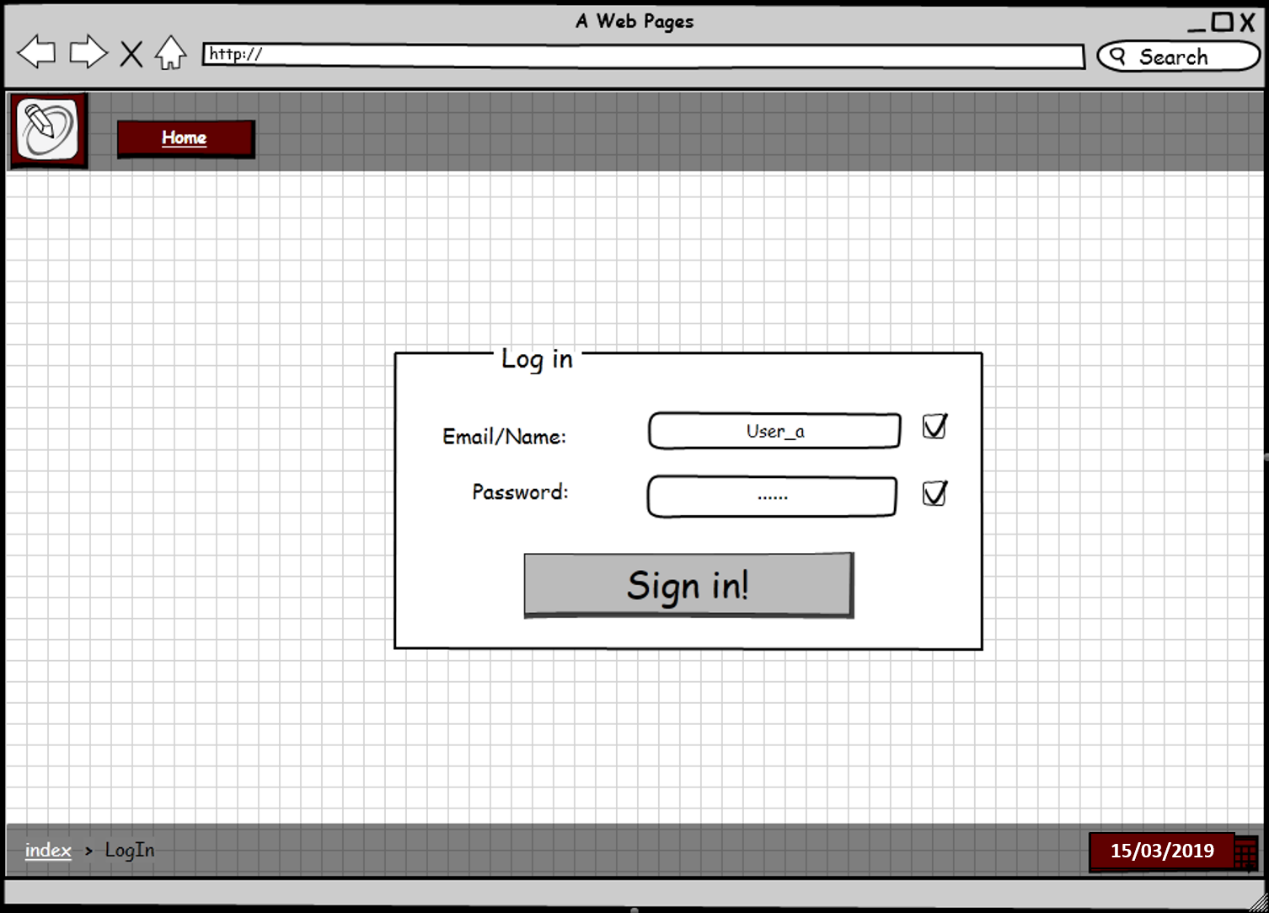 A Web Pages
http://
Search
Home
Log in
Email/Name:
User_a
Password:
......
Sign in!
index > LogIn
15/03/2019